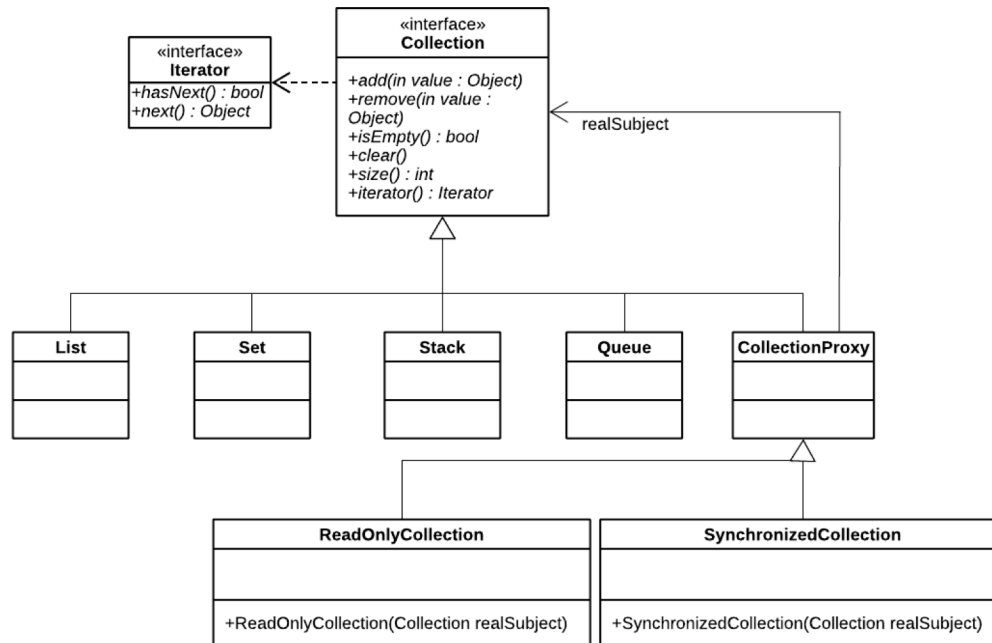 «interface»
Iterator
+hasNext() : bool
+next() : Object
«interface»
Collection
+add(in value : Object)
+remove(in value :
Object)
+isEmpty() : bool
+clear()
+size() : int
+iterator() : Iterator
realSubject
List
Set
Stack
Queue
CollectionProxy
ReadOnlyCollection
+ReadOnlyCollection(Collection realSubject)
SynchronizedCollection
+SynchronizedCollection(Collection realSubject)